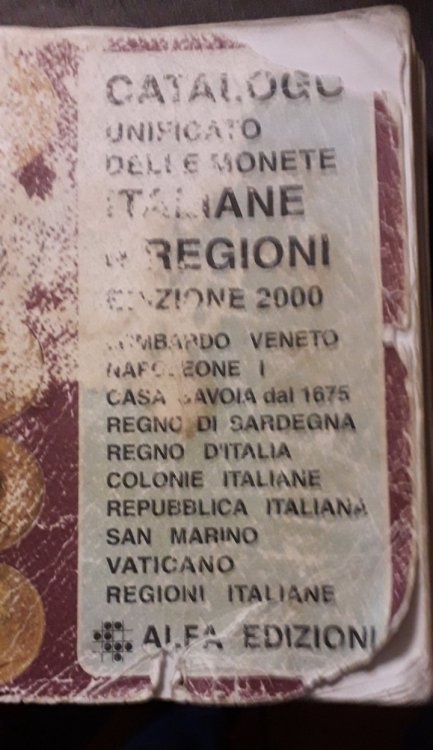 CATALOGO
UNIFICATO
DELLE MONETE
ITALIANE
REGIONI
EDIZIONE 2000
LOMBARDO VENETO
NAPOLEONE I
CASA SAVOIA dal 1675
REGNO DI SARDEGNA
REGNO D'ITALIA
COLONIE ITALIANE
REPUBBLICA ITALIANA
SAN MARINO
VATICANO
REGIONI ITALIANE
ALFA EDIZIONI